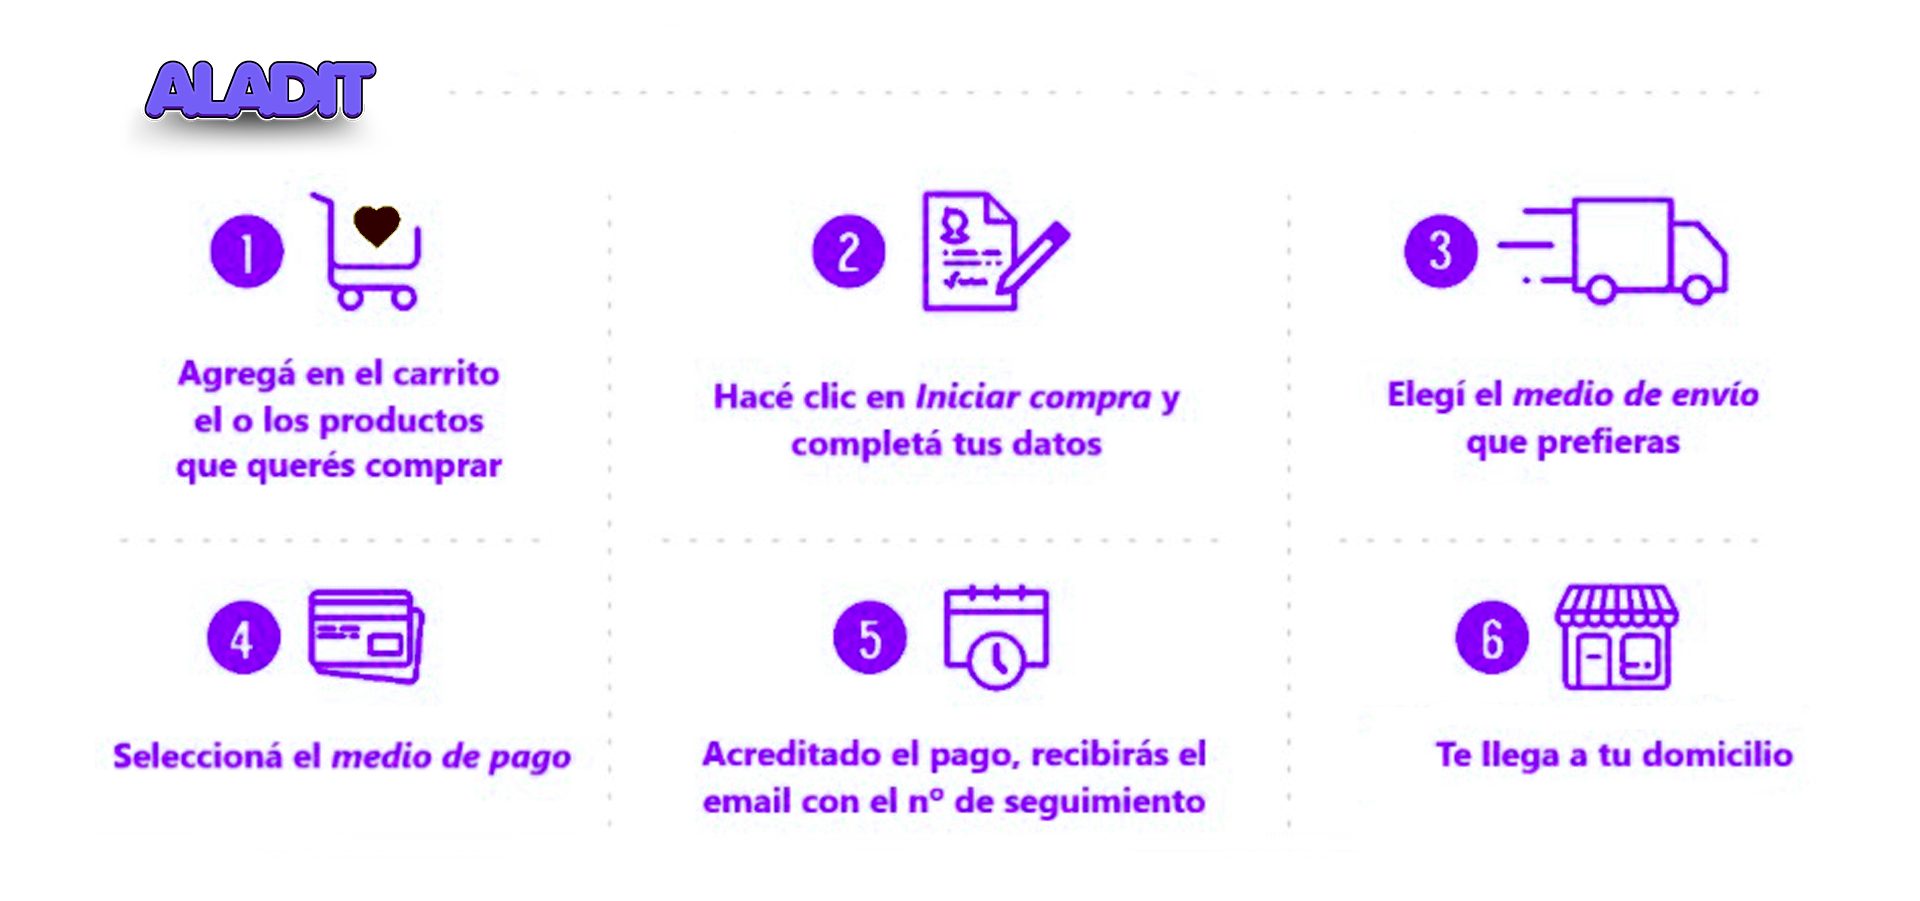 ALADIT
1
Agregá en el carrito
el o los productos
que querés comprar
2
Hacé clic en Iniciar compra y
completá tus datos
3
Elegí el medio de envío
que prefieras
4
Seleccioná el medio de pago
5
Acreditado el pago, recibirás el
email con el nº de seguimiento
6
Te llega a tu domicilio